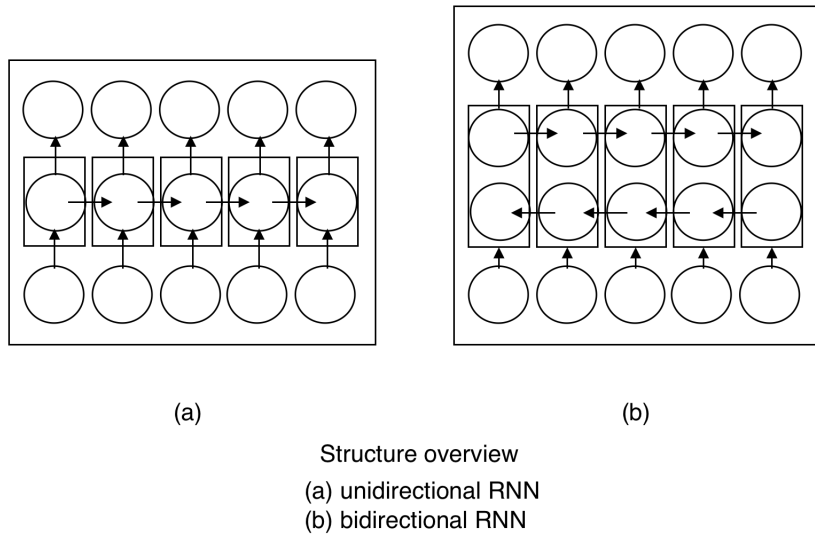 (a)
(b)
Structure overview
(a) unidirectional RNN
(b) bidirectional RNN